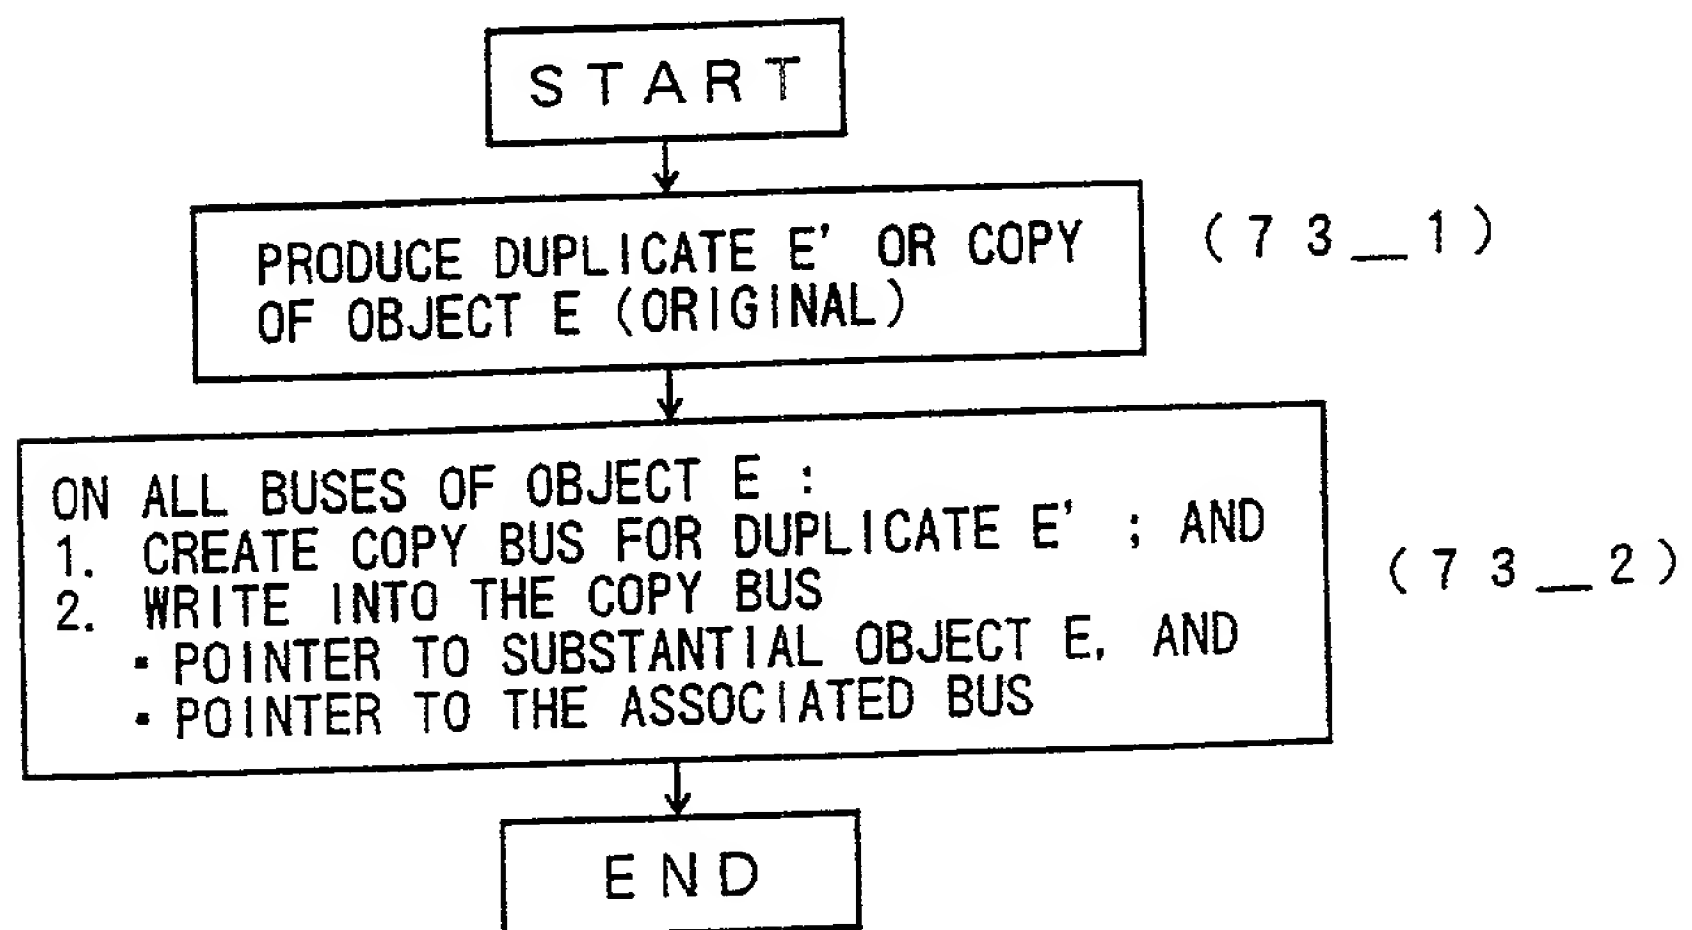 START
PRODUCE DUPLICATE E' OR COPY
OF OBJECT E (ORIGINAL)
(73_1)
ON ALL BUSES OF OBJECT E :
1. CREATE COPY BUS FOR DUPLICATE E' ; AND
2. WRITE INTO THE COPY BUS
▪ POINTER TO SUBSTANTIAL OBJECT E, AND
▪ POINTER TO THE ASSOCIATED BUS
(73_2)
END